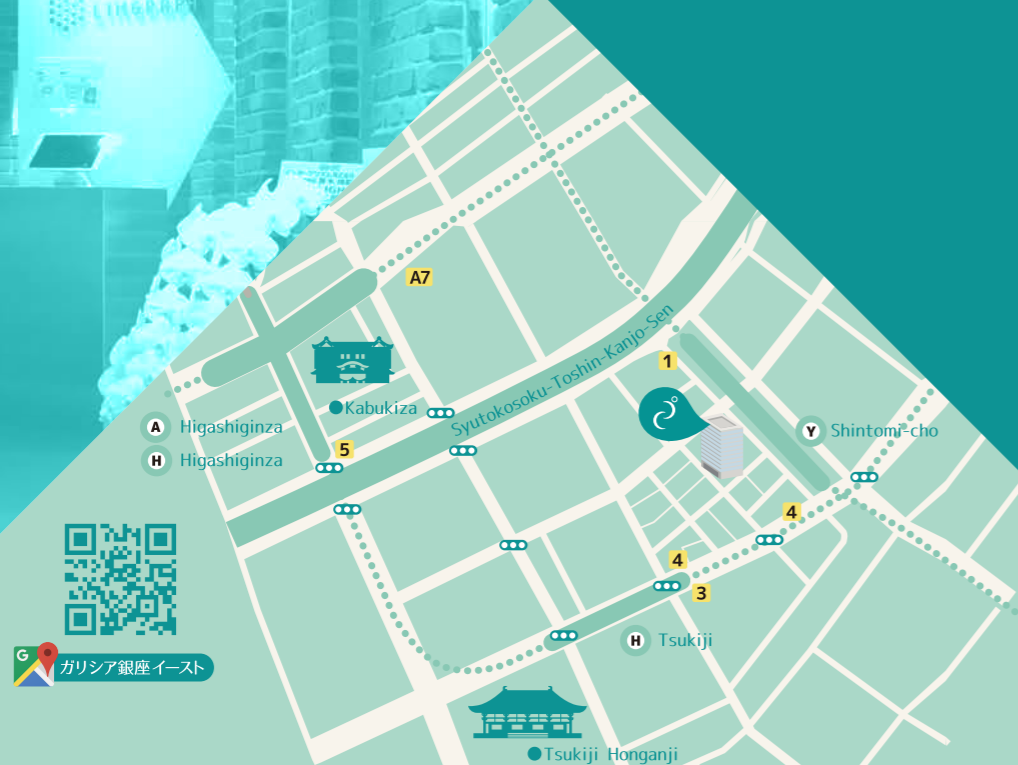 A7
Syutokosoku-Toshin-Kanjo-Sen
1
Kabukiza
A Higashiginza
H Higashiginza
5
Y Shintomi-cho
4
4
3
H Tsukiji
G
ガリシア銀座イースト
Tsukiji Honganji